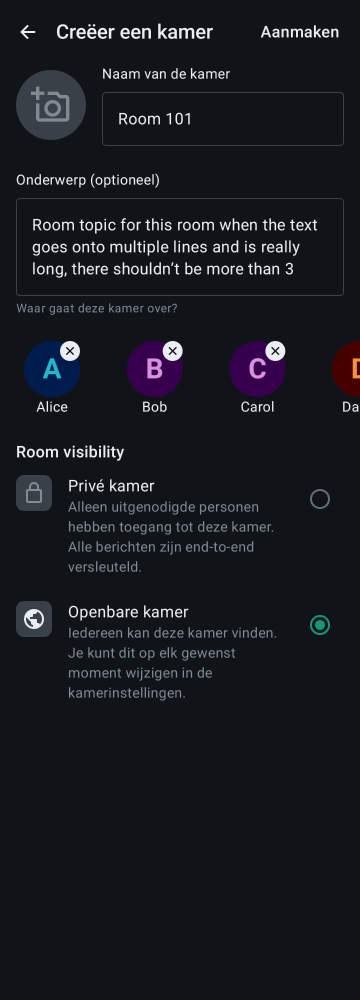 Creëer een kamer
Aanmaken
Naam van de kamer
Room 101
Onderwerp (optioneel)
Room topic for this room when the text
goes onto multiple lines and is really
long, there shouldn’t be more than 3
Waar gaat deze kamer over?
A
B
C
D
Alice
Bob
Carol
Da
Room visibility
Privé kamer
Alleen uitgenodigde personen
hebben toegang tot deze kamer.
Alle berichten zijn end-to-end
versleuteld.
Openbare kamer
Iedereen kan deze kamer vinden.
Je kunt dit op elk gewenst
moment wijzigen in de
kamerinstellingen.